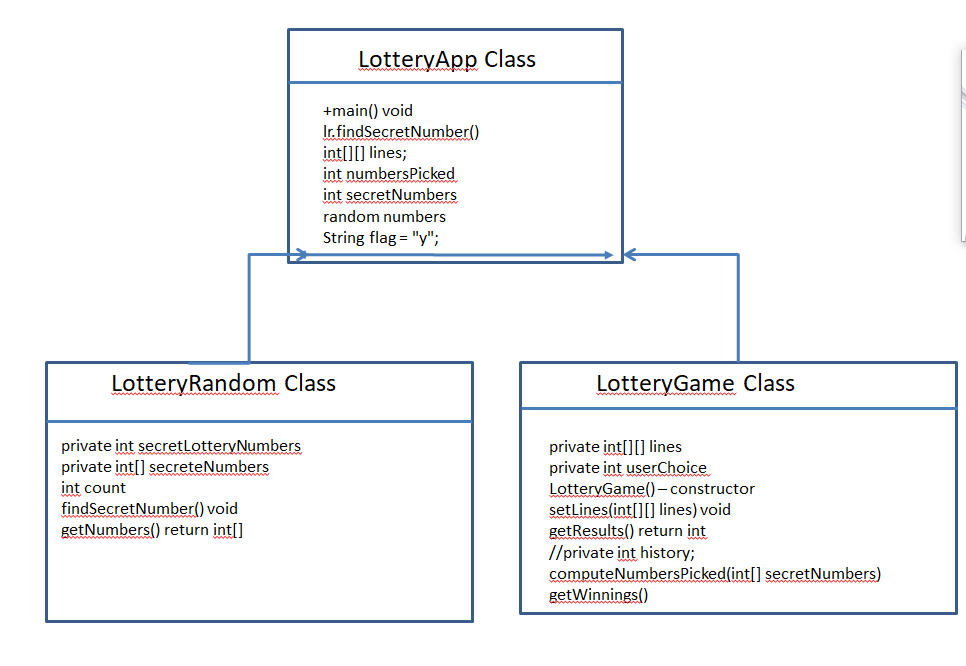 LotteryApp Class
+main() void
lr.findSecretNumber()
int[][] lines;
int numbersPicked
int secretNumbers
random numbers
String flag = "y";
LotteryRandom Class
private int secretLotteryNumbers
private int[] secreteNumbers
int count
findSecretNumber() void
getNumbers() return int[]
LotteryGame Class
private int[][] lines
private int userChoice
LotteryGame() – constructor
setLines(int[][] lines) void
getResults() return int
//private int history;
computeNumbersPicked(int[] secretNumbers)
getWinnings()